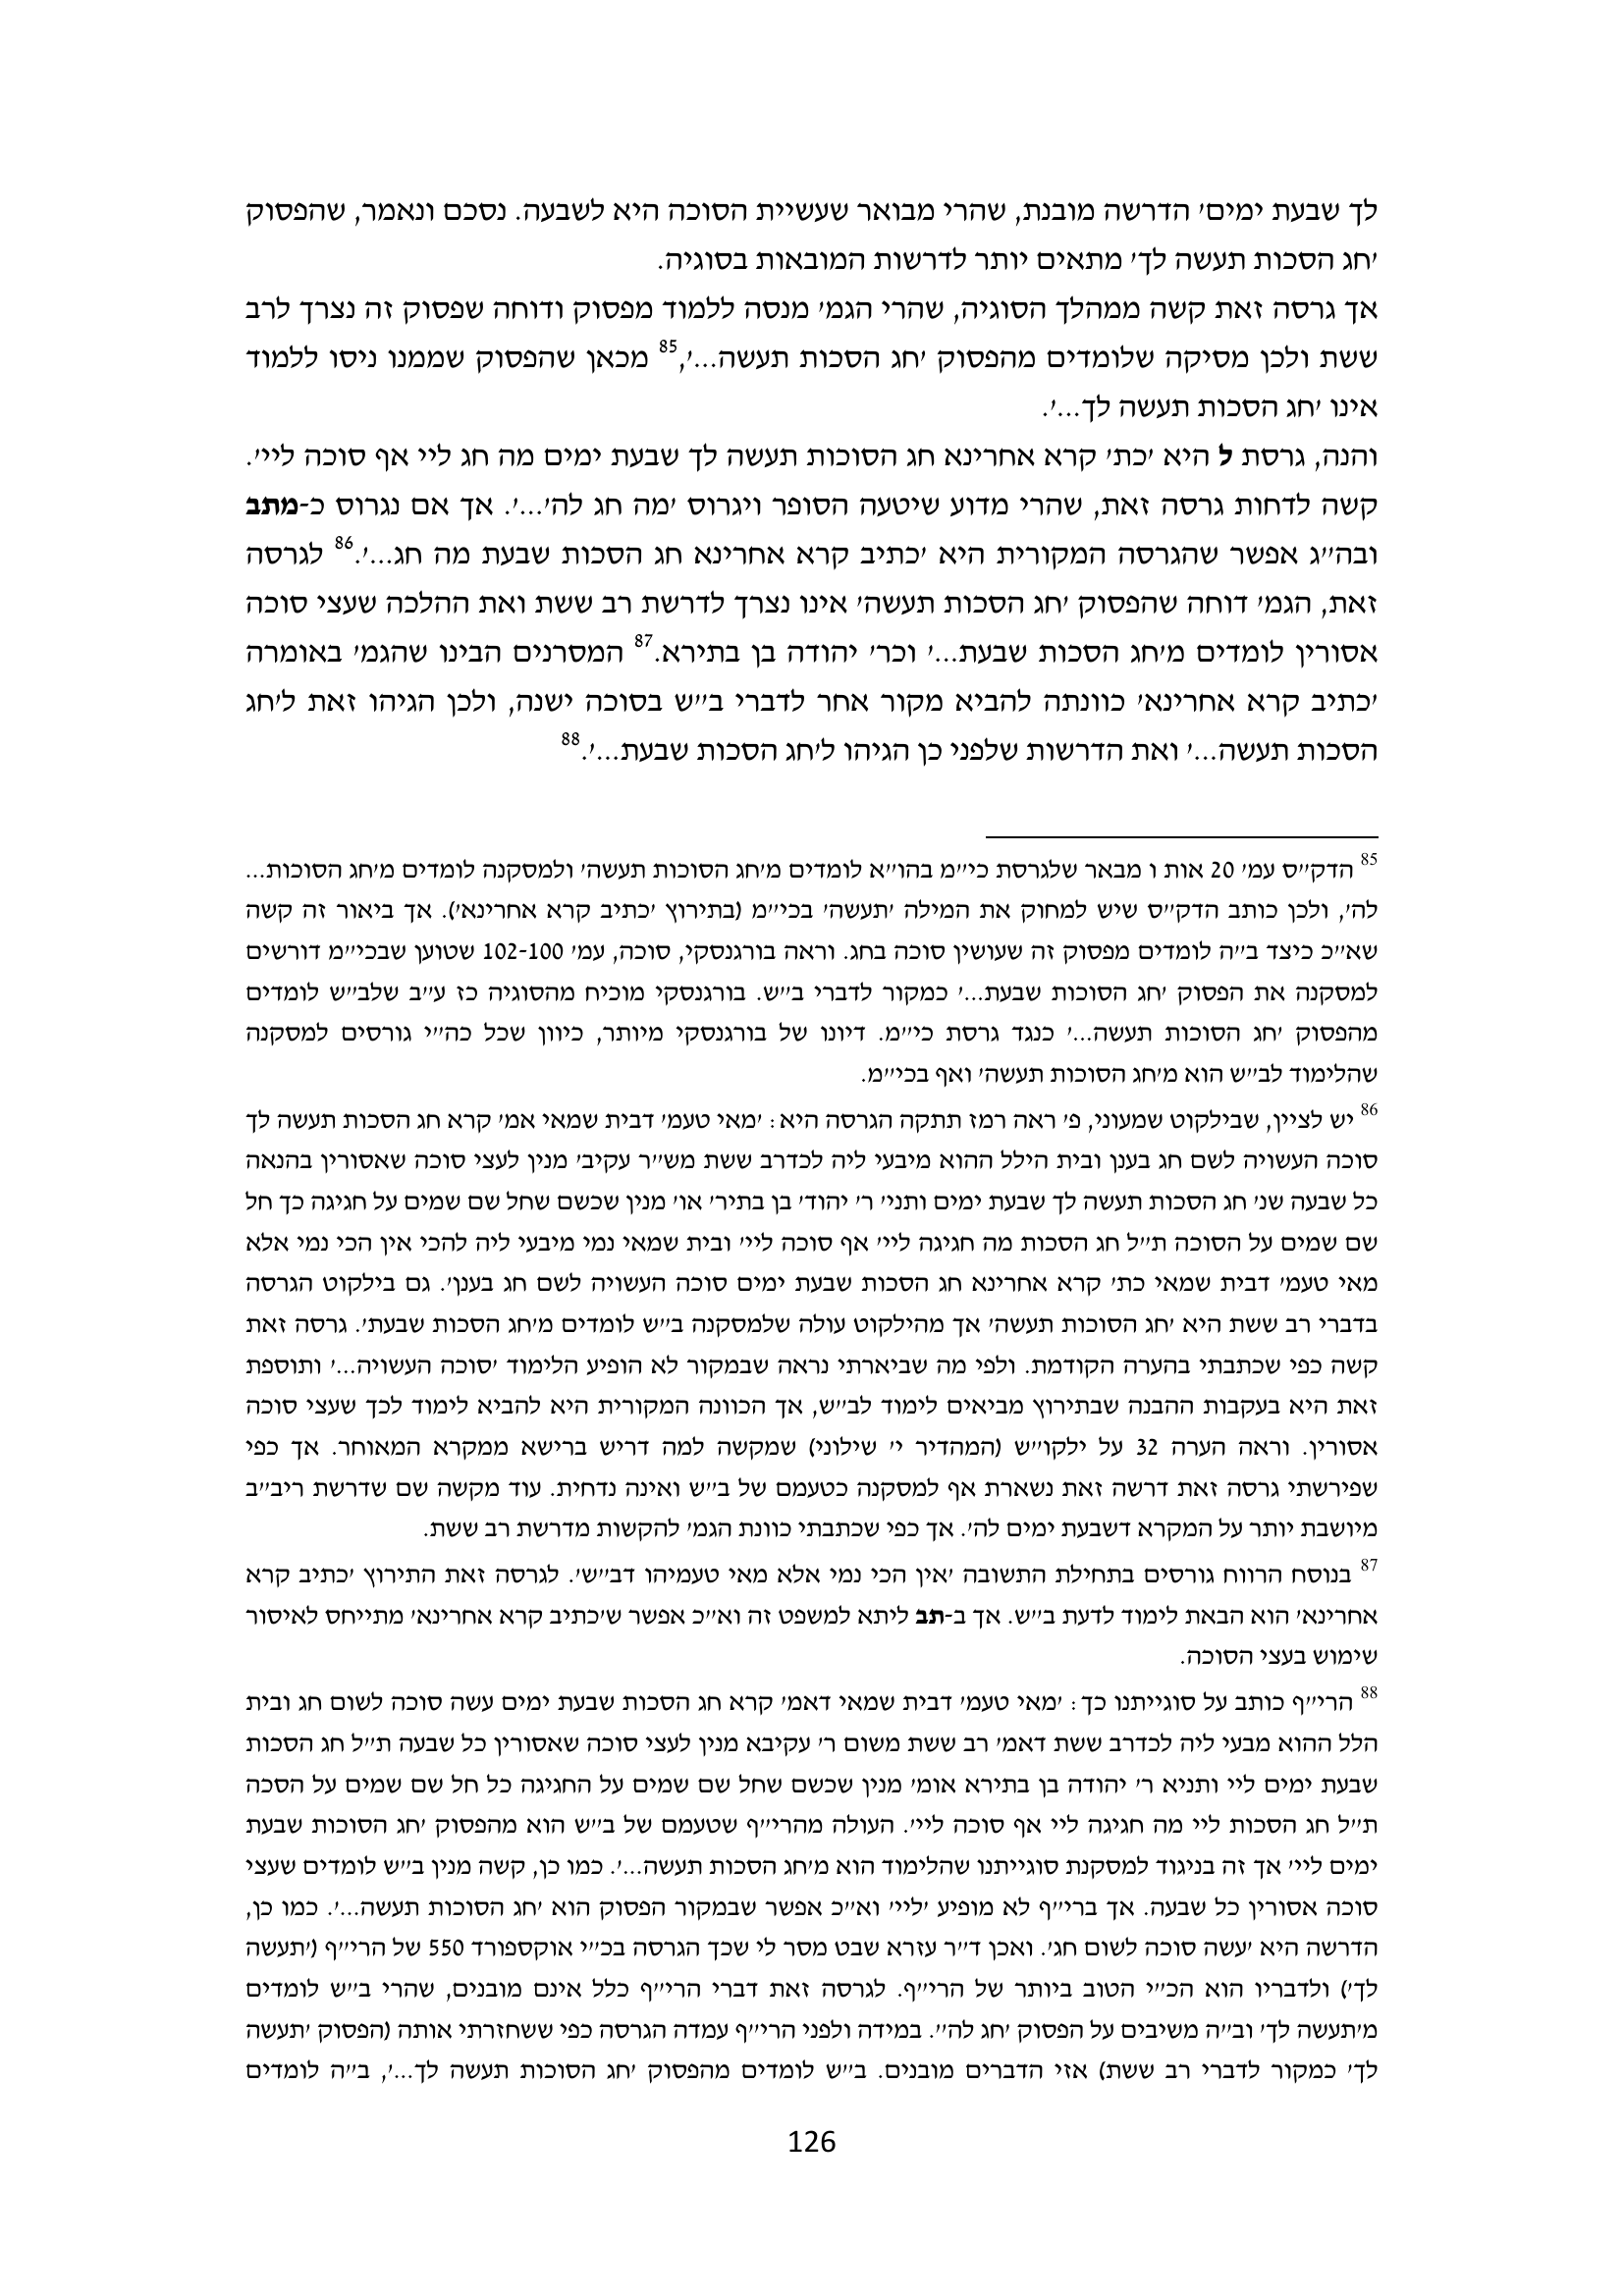 לך שבעת ימים' הדרשה מובנת, שהרי מבואר שעשיית הסוכה היא לשבעה. נסכם ונאמר, שהפסוק
'חג הסכות תעשה לך' מתאים יותר לדרשות המובאות בסוגיה.
אך גרסה זאת קשה ממהלך הסוגיה, שהרי הגמ' מנסה ללמוד מפסוק ודוחה שפסוק זה נצרך לרב
ששת ולכן מסיקה שלומדים מהפסוק 'חג הסכות תעשה...',85 מכאן שהפסוק שממנו ניסו ללמוד
אינו 'חג הסכות תעשה לך...'.
והנה, גרסת ל היא 'כת' קרא אחרינא חג הסוכות תעשה לך שבעת ימים מה חג ליי אף סוכה ליי'.
קשה לדחות גרסה זאת, שהרי מדוע שיטעה הסופר ויגרוס 'מה חג לה'...'. אך אם נגרוס כ-מתב
ובה"ג אפשר שהגרסה המקורית היא 'כתיב קרא אחרינא חג הסכות שבעת מה חג...'.86 לגרסה
זאת, הגמ' דוחה שהפסוק 'חג הסכות תעשה' אינו נצרך לדרשת רב ששת ואת ההלכה שעצי סוכה
אסורין לומדים מ'חג הסכות שבעת...' וכר' יהודה בן בתירא.87 המסרנים הבינו שהגמ' באומרה
'כתיב קרא אחרינא' כוונתה להביא מקור אחר לדברי ב"ש בסוכה ישנה, ולכן הגיהו זאת ל'חג
הסכות תעשה...' ואת הדרשות שלפני כן הגיהו ל'חג הסכות שבעת...'.88
85 הדק"ס עמ' 20 אות ו מבאר שלגרסת כי"מ בהו"א לומדים מ'חג הסוכות תעשה' ולמסקנה לומדים מ'חג הסוכות...
לה', ולכן כותב הדק"ס שיש למחוק את המילה 'תעשה' בכי"מ (בתירוץ 'כתיב קרא אחרינא'). אך ביאור זה קשה
שא"כ כיצד ב"ה לומדים מפסוק זה שעושין סוכה בחג. וראה בורגנסקי, סוכה, עמ' 102-100 שטוען שבכי"מ דורשים
למסקנה את הפסוק 'חג הסוכות שבעת...' כמקור לדברי ב"ש. בורגנסקי מוכיח מהסוגיה כז ע"ב שלב"ש לומדים
מהפסוק 'חג הסוכות תעשה...' כנגד גרסת כי"מ. דיונו של בורגנסקי מיותר, כיוון שכל כה"י גורסים למסקנה
שהלימוד לב"ש הוא מ'חג הסוכות תעשה' ואף בכי"מ.
86 יש לציין, שבילקוט שמעוני, פ' ראה רמז תתקה הגרסה היא: 'מאי טעמ' דבית שמאי אמ' קרא חג הסכות תעשה לך
סוכה העשויה לשם חג בענן ובית הילל ההוא מיבעי ליה לכדרב ששת מש"ר עקיב' מנין לעצי סוכה שאסורין בהנאה
כל שבעה שנ' חג הסכות תעשה לך שבעת ימים ותני' ר' יהוד' בן בתיר' או' מנין שכשם שחל שם שמים על חגיגה כך חל
שם שמים על הסוכה ת"ל חג הסכות מה חגיגה ליי' אף סוכה ליי' ובית שמאי נמי מיבעי ליה להכי אין הכי נמי אלא
מאי טעמ' דבית שמאי כת' קרא אחרינא חג הסכות שבעת ימים סוכה העשויה לשם חג בענן'. גם בילקוט הגרסה
בדברי רב ששת היא 'חג הסוכות תעשה' אך מהילקוט עולה שלמסקנה ב"ש לומדים מ'חג הסכות שבעת'. גרסה זאת
קשה כפי שכתבתי בהערה הקודמת. ולפי מה שביארתי נראה שבמקור לא הופיע הלימוד 'סוכה העשויה...' ותוספת
זאת היא בעקבות ההבנה שבתירוץ מביאים לימוד לב"ש, אך הכוונה המקורית היא להביא לימוד לכך שעצי סוכה
אסורין. וראה הערה 32 על ילקו"ש (המהדיר י' שילוני) שמקשה למה דריש ברישא ממקרא המאוחר. אך כפי
שפירשתי גרסה זאת דרשה זאת נשארת אף למסקנה כטעמם של ב"ש ואינה נדחית. עוד מקשה שם שדרשת ריב"ב
מיושבת יותר על המקרא דשבעת ימים לה'. אך כפי שכתבתי כוונת הגמ' להקשות מדרשת רב ששת.
87 בנוסח הרווח גורסים בתחילת התשובה 'אין הכי נמי אלא מאי טעמיהו דב"ש'. לגרסה זאת התירוץ 'כתיב קרא
אחרינא' הוא הבאת לימוד לדעת ב"ש. אך ב-תב ליתא למשפט זה וא"כ אפשר ש'כתיב קרא אחרינא' מתייחס לאיסור
שימוש בעצי הסוכה.
88 הרי"ף כותב על סוגייתנו כך: 'מאי טעמ' דבית שמאי דאמ' קרא חג הסכות שבעת ימים עשה סוכה לשום חג ובית
הלל ההוא מבעי ליה לכדרב ששת דאמ' רב ששת משום ר' עקיבא מנין לעצי סוכה שאסורין כל שבעה ת"ל חג הסכות
שבעת ימים ליי ותניא ר' יהודה בן בתירא אומ' מנין שכשם שחל שם שמים על החגיגה כל חל שם שמים על הסכה
ת"ל חג הסכות ליי מה חגיגה ליי אף סוכה ליי'. העולה מהרי"ף שטעמם של ב"ש הוא מהפסוק 'חג הסוכות שבעת
ימים ליי' אך זה בניגוד למסקנת סוגייתנו שהלימוד הוא מ'חג הסכות תעשה...'. כמו כן, קשה מנין ב"ש לומדים שעצי
סוכה אסורין כל שבעה. אך ברי"ף לא מופיע 'ליי' וא"כ אפשר שבמקור הפסוק הוא 'חג הסוכות תעשה...'. כמו כן,
הדרשה היא 'עשה סוכה לשום חג'. ואכן ד"ר עזרא שבט מסר לי שכך הגרסה בכ"י אוקספורד 550 של הרי"ף ('תעשה
לך') ולדבריו הוא הכ"י הטוב ביותר של הרי"ף. לגרסה זאת דברי הרי"ף כלל אינם מובנים, שהרי ב"ש לומדים
מ'תעשה לך' וב"ה משיבים על הפסוק 'חג לה''. במידה ולפני הרי"ף עמדה הגרסה כפי ששחזרתי אותה (הפסוק 'תעשה
לך' כמקור לדברי רב ששת) אזי הדברים מובנים. ב"ש לומדים מהפסוק 'חג הסוכות תעשה לך...', ב"ה לומדים
126